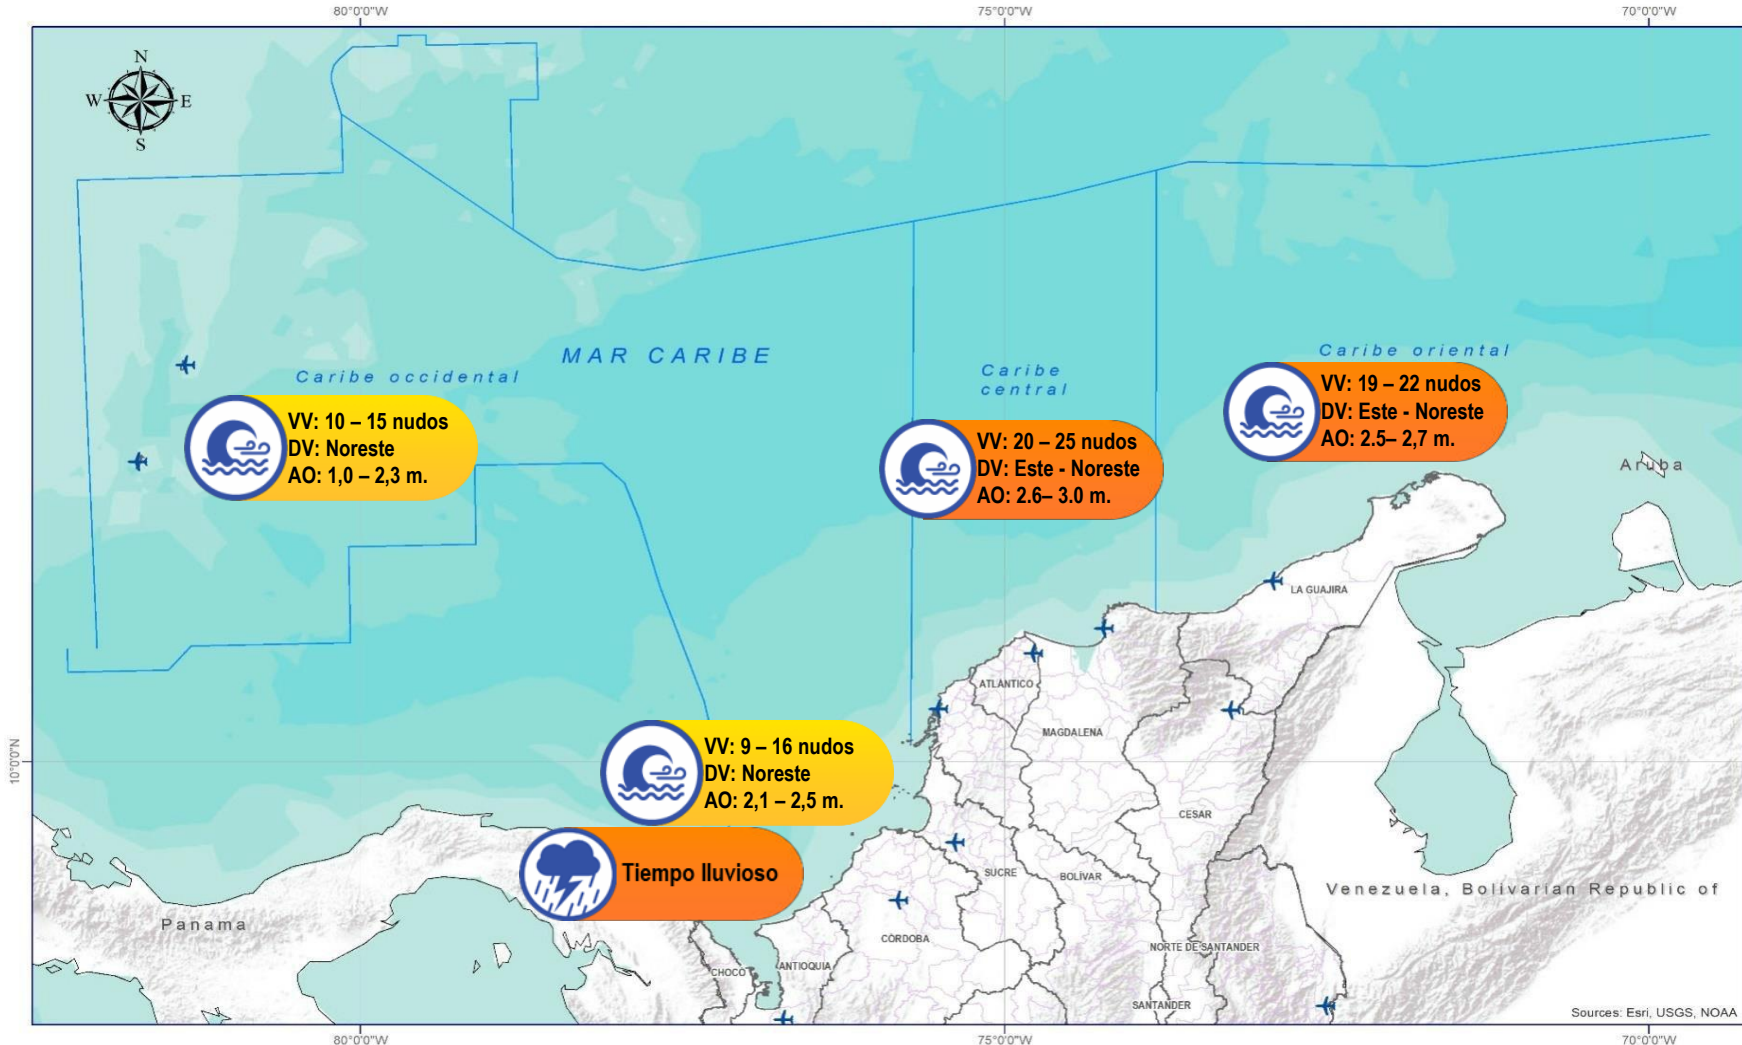 80°0'0"W
75°0'0"W
70°0'0"W
N
W
E
S
MAR CARIBE
Caribe occidental
Caribe
central
Caribe oriental
VV: 10 – 15 nudos
DV: Noreste
AO: 1,0 – 2,3 m.
VV: 20 – 25 nudos
DV: Este - Noreste
AO: 2.6– 3.0 m.
VV: 19 – 22 nudos
DV: Este - Noreste
AO: 2.5– 2,7 m.
Aruba
LA GUAJIRA
ATLÁNTICO
MAGDALENA
10°0'0"N
VV: 9 – 16 nudos
DV: Noreste
AO: 2,1 – 2,5 m.
CESAR
Tiempo lluvioso
SUCRE
BOLÍVAR
Venezuela, Bolivarian Republic of
Panama
CÓRDOBA
NORTE DE SANTANDER
CHOCÓ
ANTIOQUIA
SANTANDER
Sources: Esri, USGS, NOAA
80°0'0"W
75°0'0"W
70°0'0"W